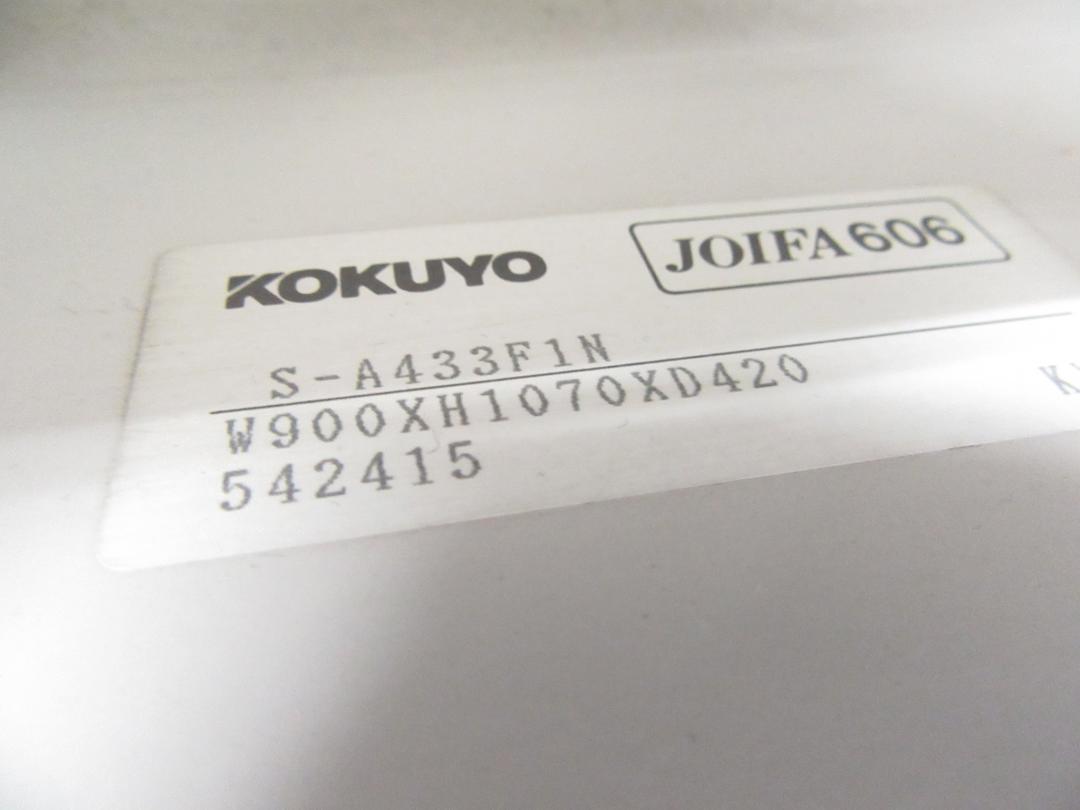 KOKUYO JOIFA606
S-A433F1N
W900XH1070XD420
542415